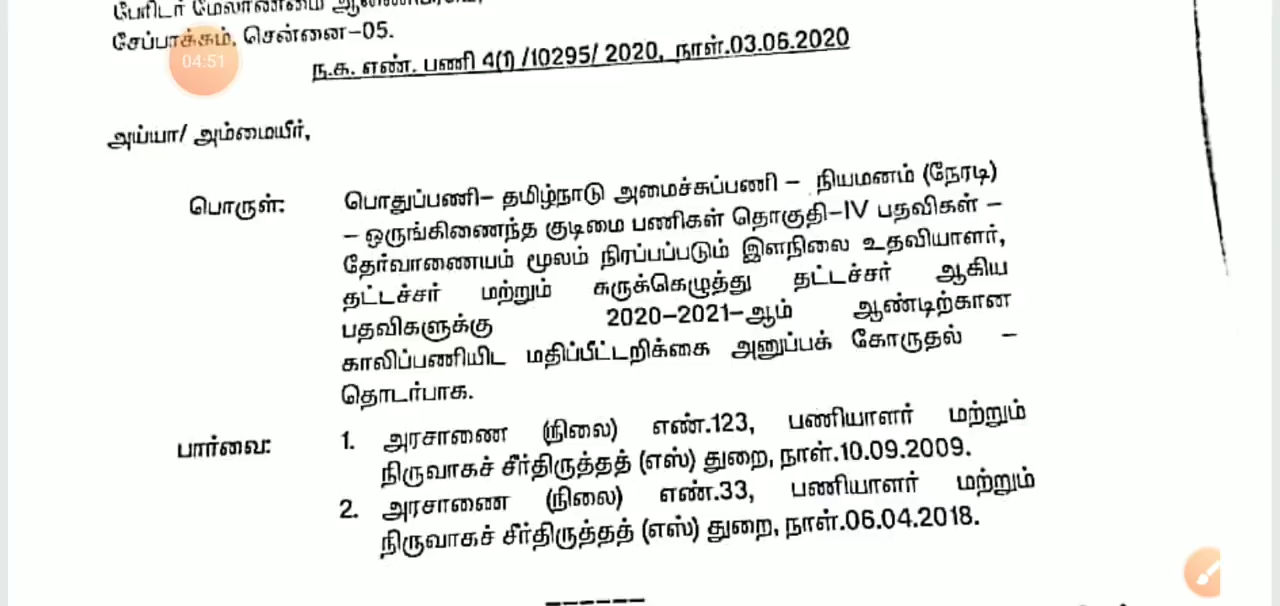 பேரிடர் மேலாண்மை
சேப்பாக்கம், சென்னை-05.
04:51
ந.க. எண். பணி 4(1) /10295/ 2020, நாள்.03.06.2020
அய்யா/ அம்மையீர்,
பொருள்: பொதுப்பணி- தமிழ்நாடு அமைச்சுப்பணி – நியமனம் (நேரடி)
– ஒருங்கிணைந்த குடிமை பணிகள் தொகுதி-IV பதவிகள் –
தேர்வாணையம் மூலம் நிரப்பப்படும் இளநிலை உதவியாளர்,
தட்டச்சர் மற்றும் சுருக்கெழுத்து தட்டச்சர் ஆகிய
பதவிகளுக்கு 2020-2021-ஆம் ஆண்டிற்கான
காலிப்பணியிட மதிப்பீட்டறிக்கை அனுப்பக் கோருதல் –
தொடர்பாக.
பார்வை: 1. அரசாணை (நிலை) எண்.123, பணியாளர் மற்றும்
நிருவாகச் சீர்திருத்தத் (எஸ்) துறை, நாள்.10.09.2009.
2. அரசாணை (நிலை) எண்.33, பணியாளர் மற்றும்
நிருவாகச் சீர்திருத்தத் (எஸ்) துறை, நாள்.06.04.2018.
------